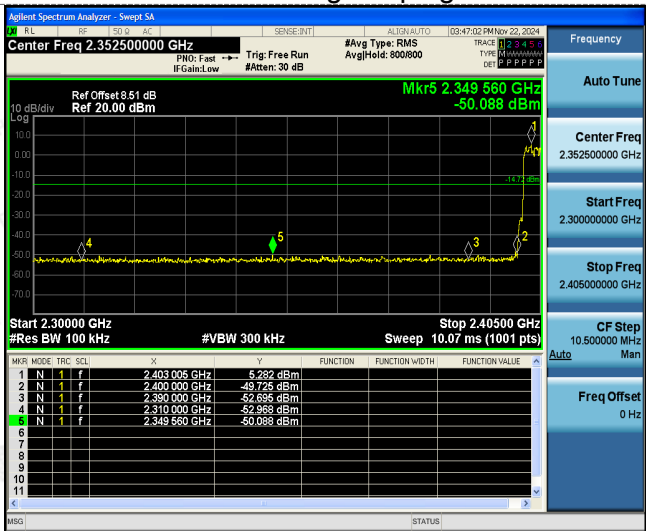 Agilent Spectrum Analyzer - Swept SA
RL RF 50 Ω AC SENSE:INT ALIGN AUTO 03:47:02 PM Nov 22, 2024
Center Freq 2.352500000 GHz
PNO: Fast
IFGain:Low
Trig: Free Run
#Atten: 30 dB
#Avg Type: RMS
Avg|Hold: 800/800
TRACE 1 2 3 4 5 6
TYPE
DET P P P P P P
Mkr5 2.349 560 GHz
-50.088 dBm
Ref Offset 8.51 dB
Ref 20.00 dBm
10 dB/div
Log
10.0
0.00
-10.0
-20.0
-30.0
-40.0
-50.0
-60.0
-70.0
1
-14.72 dBm
4
5
3
2
Start 2.30000 GHz
Stop 2.40500 GHz
#Res BW 100 kHz
#VBW 300 kHz
Sweep 10.07 ms (1001 pts)
MKR MODE TRC SCL X Y FUNCTION FUNCTION WIDTH FUNCTION VALUE
1 N 1 f 2.403 005 GHz 5.282 dBm
2 N 1 f 2.400 000 GHz -49.725 dBm
3 N 1 f 2.390 000 GHz -52.695 dBm
4 N 1 f 2.310 000 GHz -52.968 dBm
5 N 1 f 2.349 560 GHz -50.088 dBm
6
7
8
9
10
11
MSG
STATUS
Frequency
Auto Tune
Center Freq
2.352500000 GHz
Start Freq
2.300000000 GHz
Stop Freq
2.405000000 GHz
CF Step
10.500000 MHz
Auto Man
Freq Offset
0 Hz